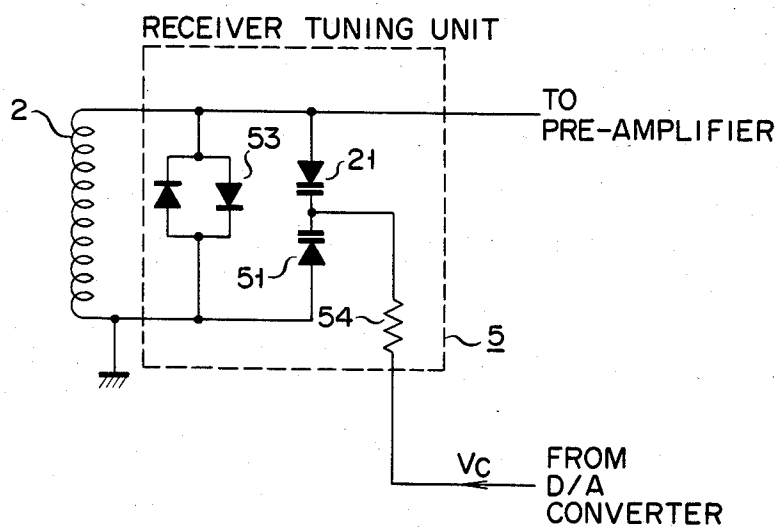 RECEIVER TUNING UNIT
2
53
21
TO
PRE-AMPLIFIER
51
54
5
Vc
FROM
D/A
CONVERTER